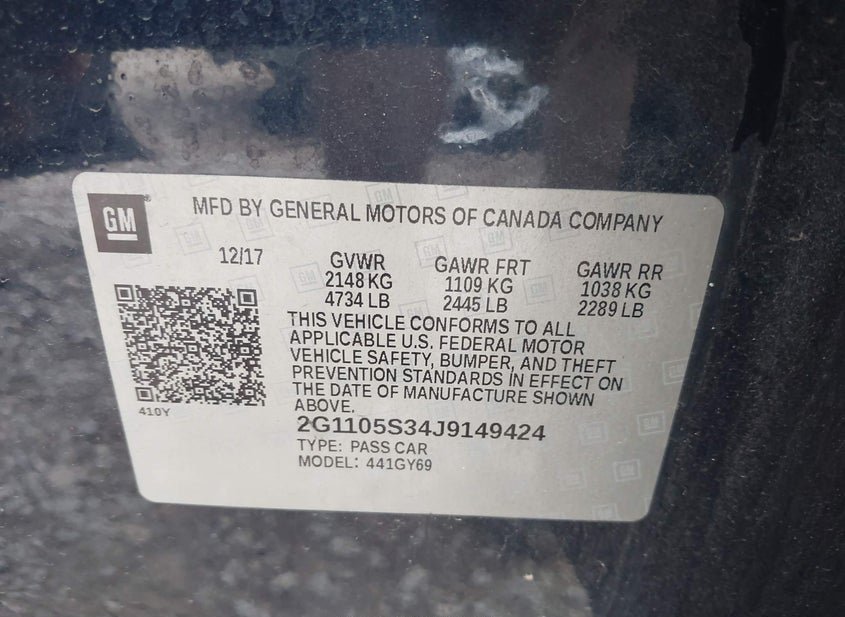 GM
MFD BY GENERAL MOTORS OF CANADA COMPANY
12/17 GVWR GAWR FRT GAWR RR
2148 KG 1109 KG 1038 KG
4734 LB 2445 LB 2289 LB
THIS VEHICLE CONFORMS TO ALL
APPLICABLE U.S. FEDERAL MOTOR
VEHICLE SAFETY, BUMPER, AND THEFT
PREVENTION STANDARDS IN EFFECT ON
THE DATE OF MANUFACTURE SHOWN
ABOVE.
410Y
2G1105S34J9149424
TYPE: PASS CAR
MODEL: 441GY69